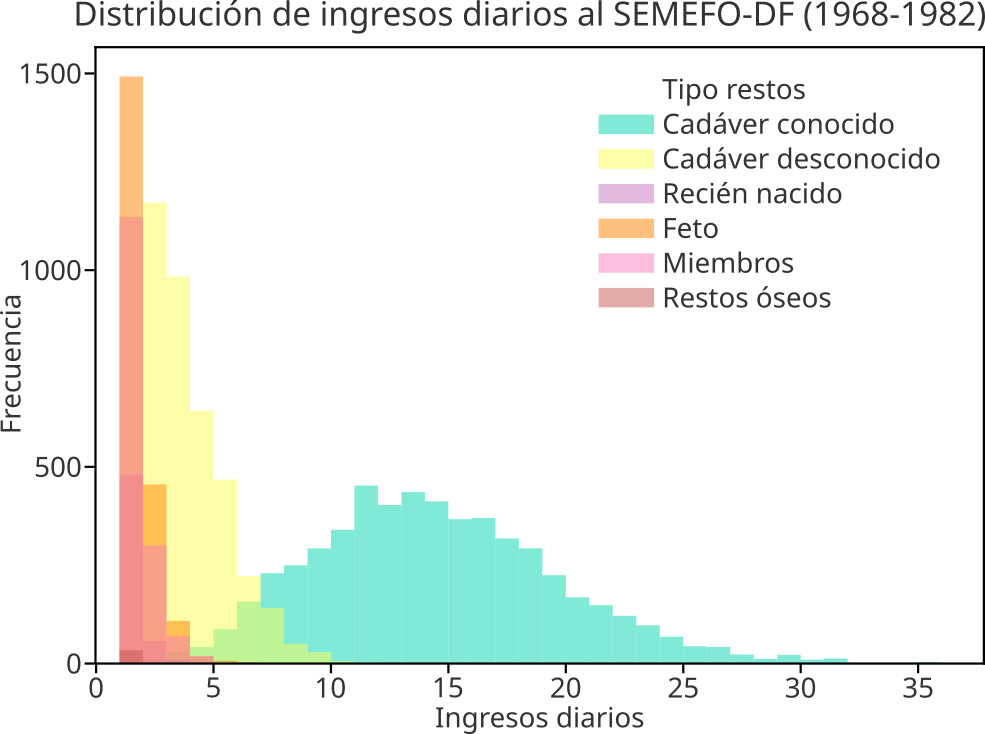 Distribución de ingresos diarios al SEMEFO-DF (1968-1982)
1500
1000
500
0
Frecuencia
Tipo restos
Cadáver conocido
Cadáver desconocido
Recién nacido
Feto
Miembros
Restos óseos
0 5 10 15 20 25 30 35
Ingresos diarios